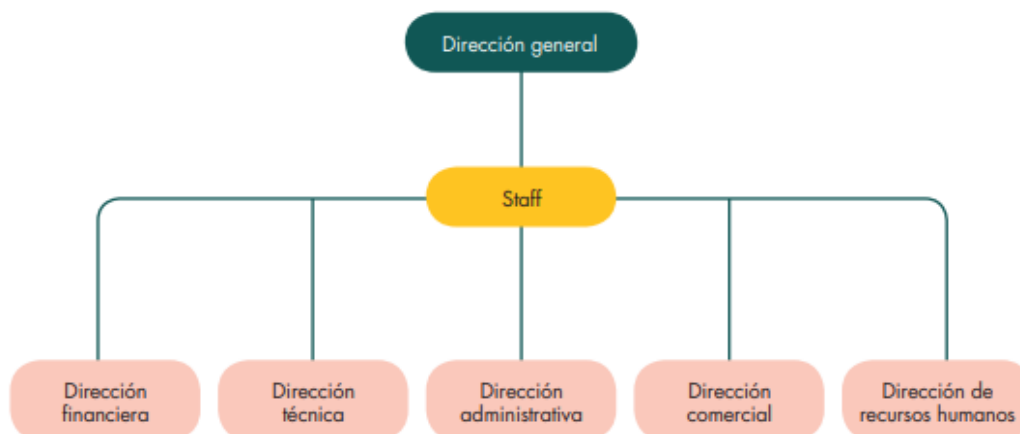 Dirección general
Staff
Dirección
financiera
Dirección
técnica
Dirección
administrativa
Dirección
comercial
Dirección de
recursos humanos